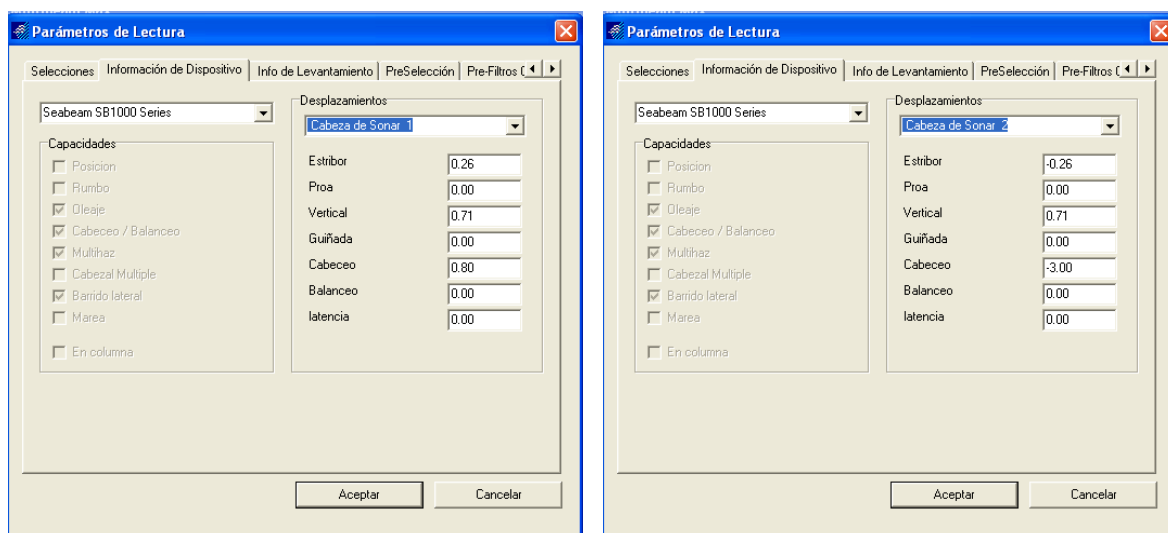 Parámetros de Lectura
Selecciones Información de Dispositivo Info de Levantamiento PreSelección Pre-Filtros (
Seabeam SB1000 Series
Capacidades
Posicion
Rumbo
Oleaje
Cabeceo / Balanceo
Multihaz
Cabezal Multiple
Barrido lateral
Marea
En columna
Desplazamientos
Cabeza de Sonar 1
Estribor 0.26
Proa 0.00
Vertical 0.71
Guiñada 0.00
Cabeceo 0.80
Balanceo 0.00
latencia 0.00
Aceptar Cancelar
Parámetros de Lectura
Selecciones Información de Dispositivo Info de Levantamiento PreSelección Pre-Filtros (
Seabeam SB1000 Series
Capacidades
Posicion
Rumbo
Oleaje
Cabeceo / Balanceo
Multihaz
Cabezal Multiple
Barrido lateral
Marea
En columna
Desplazamientos
Cabeza de Sonar 2
Estribor -0.26
Proa 0.00
Vertical 0.71
Guiñada 0.00
Cabeceo -3.00
Balanceo 0.00
latencia 0.00
Aceptar Cancelar